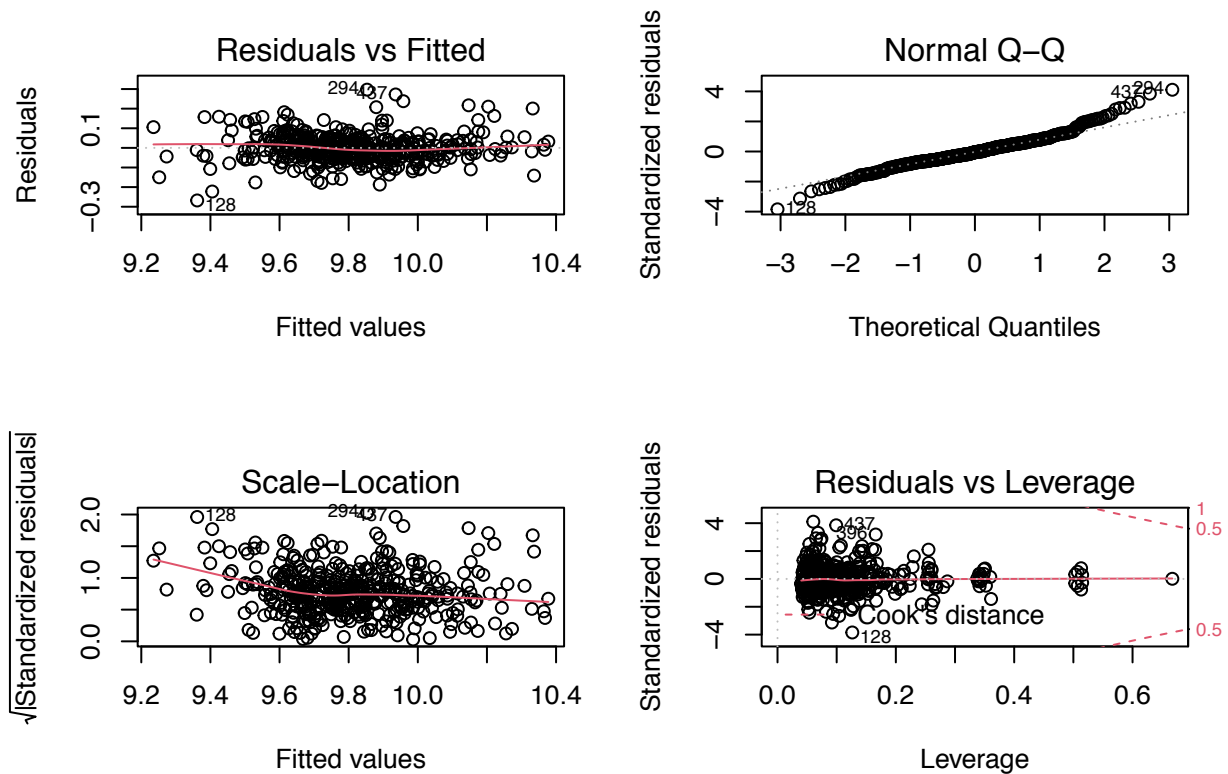 Residuals vs Fitted
Residuals
0.1
−0.3
294
437
128
9.2 9.4 9.6 9.8 10.0 10.4
Fitted values
Normal Q−Q
Standardized residuals
4
0
−4
437
294
128
−3 −2 −1 0 1 2 3
Theoretical Quantiles
Scale−Location
√|Standardized residuals|
2.0
1.0
0.0
128
294
437
9.2 9.4 9.6 9.8 10.0 10.4
Fitted values
Residuals vs Leverage
Standardized residuals
4
0
−4
437
396
128
Cook's distance
1
0.5
0.5
0.0 0.2 0.4 0.6
Leverage